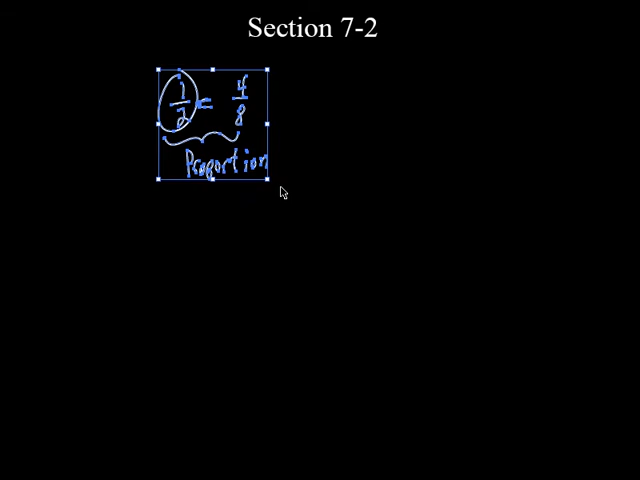 Section 7-2
1/2 = 4/8
Proportion